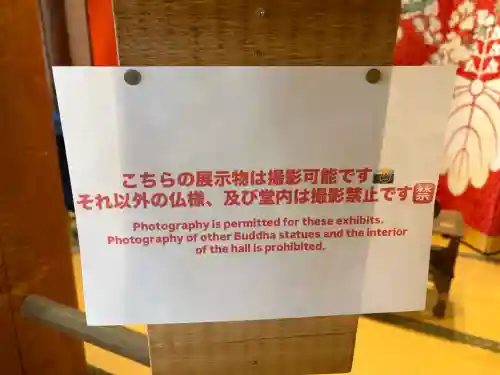 こちらの展示物は撮影可能です📸
それ以外の仏様、及び堂内は撮影禁止です
Photography is permitted for these exhibits.
Photography of other Buddha statues and the interior
of the hall is prohibited.